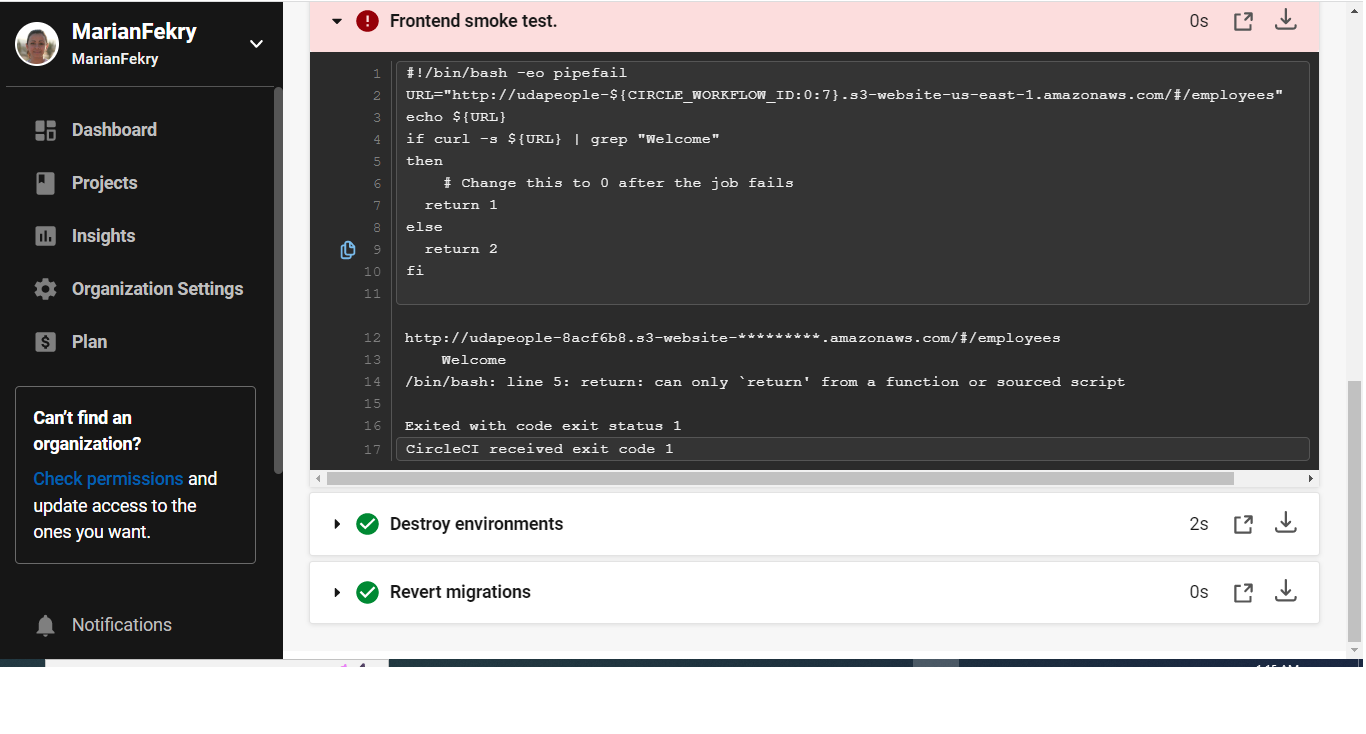 MarianFekry
MarianFekry
Dashboard
Projects
Insights
Organization Settings
Plan
Can't find an
organization?
Check permissions and
update access to the
ones you want.
Notifications
Frontend smoke test. 0s
1 #!/bin/bash -eo pipefail
2 URL="http://udapeople-${CIRCLE_WORKFLOW_ID:0:7}.s3-website-us-east-1.amazonaws.com/#/employees"
3 echo ${URL}
4 if curl -s ${URL} | grep "Welcome"
5 then
6     # Change this to 0 after the job fails
7   return 1
8 else
9   return 2
10 fi
11
12 http://udapeople-8acf6b8.s3-website-*********.amazonaws.com/#/employees
13     Welcome
14 /bin/bash: line 5: return: can only `return' from a function or sourced script
15
16 Exited with code exit status 1
17 CircleCI received exit code 1
Destroy environments 2s
Revert migrations 0s